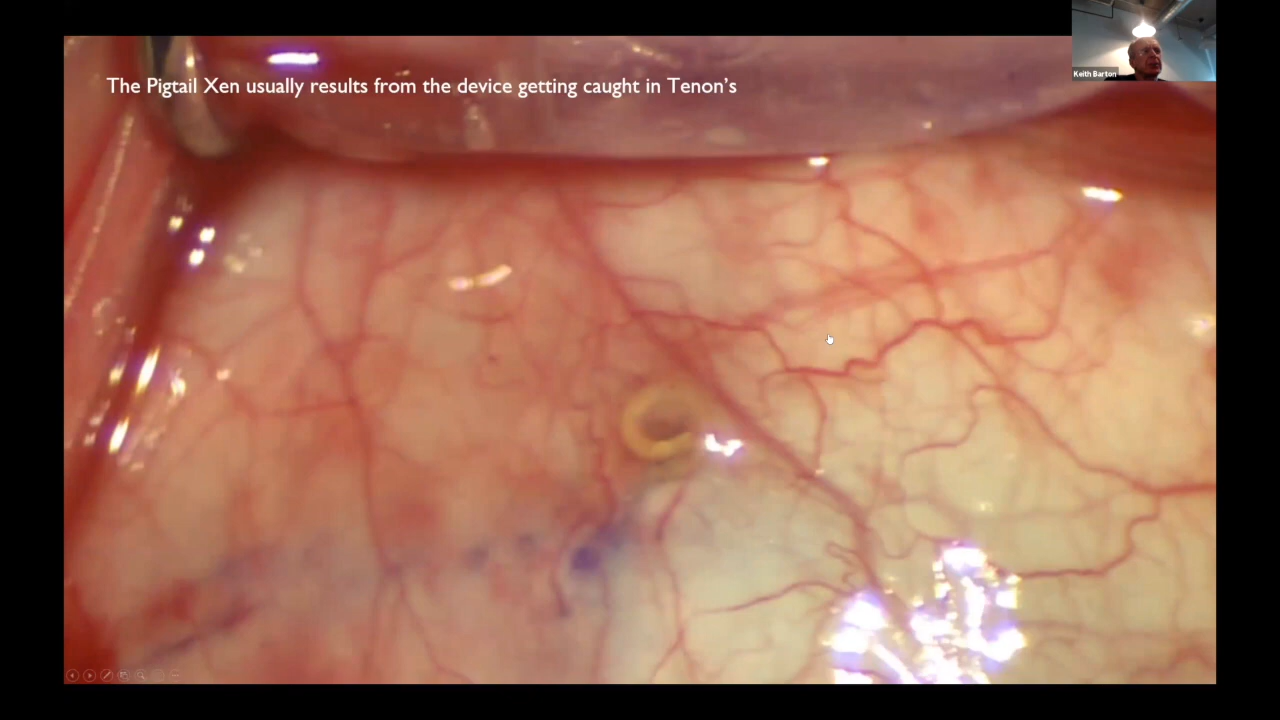 The Pigtail Xen usually results from the device getting caught in Tenon's
Keith Barton